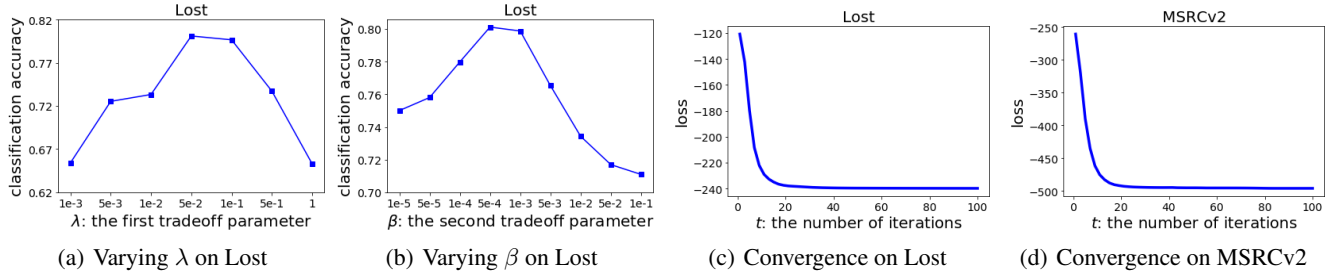 Lost
classification accuracy
0.82
0.77
0.72
0.67
0.62
1e-3 5e-3 1e-2 5e-2 1e-1 5e-1 1
λ: the first tradeoff parameter
(a) Varying λ on Lost
Lost
classification accuracy
0.80
0.78
0.76
0.74
0.72
0.70
1e-5 5e-5 1e-4 5e-4 1e-3 5e-3 1e-2 5e-2 1e-1
β: the second tradeoff parameter
(b) Varying β on Lost
Lost
loss
−120
−140
−160
−180
−200
−220
−240
0 20 40 60 80 100
t: the number of iterations
(c) Convergence on Lost
MSRCv2
loss
−250
−300
−350
−400
−450
−500
0 20 40 60 80 100
t: the number of iterations
(d) Convergence on MSRCv2